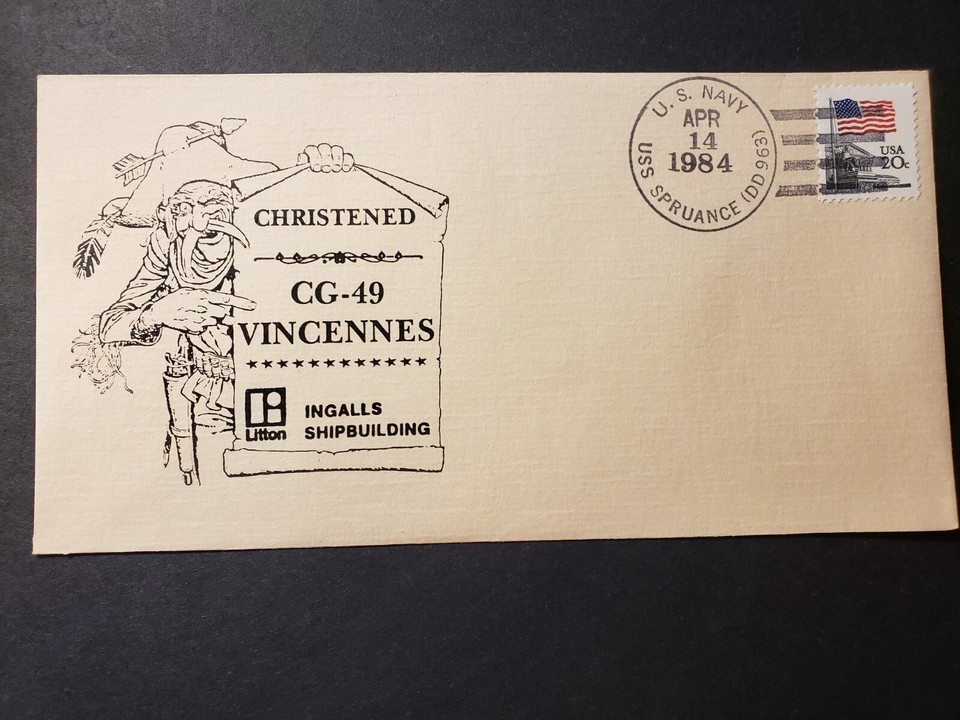 CHRISTENED
CG-49
VINCENNES
Litton
INGALLS
SHIPBUILDING
U. S. NAVY
APR
14
1984
USS SPRUANCE (DD 963)
USA
20c